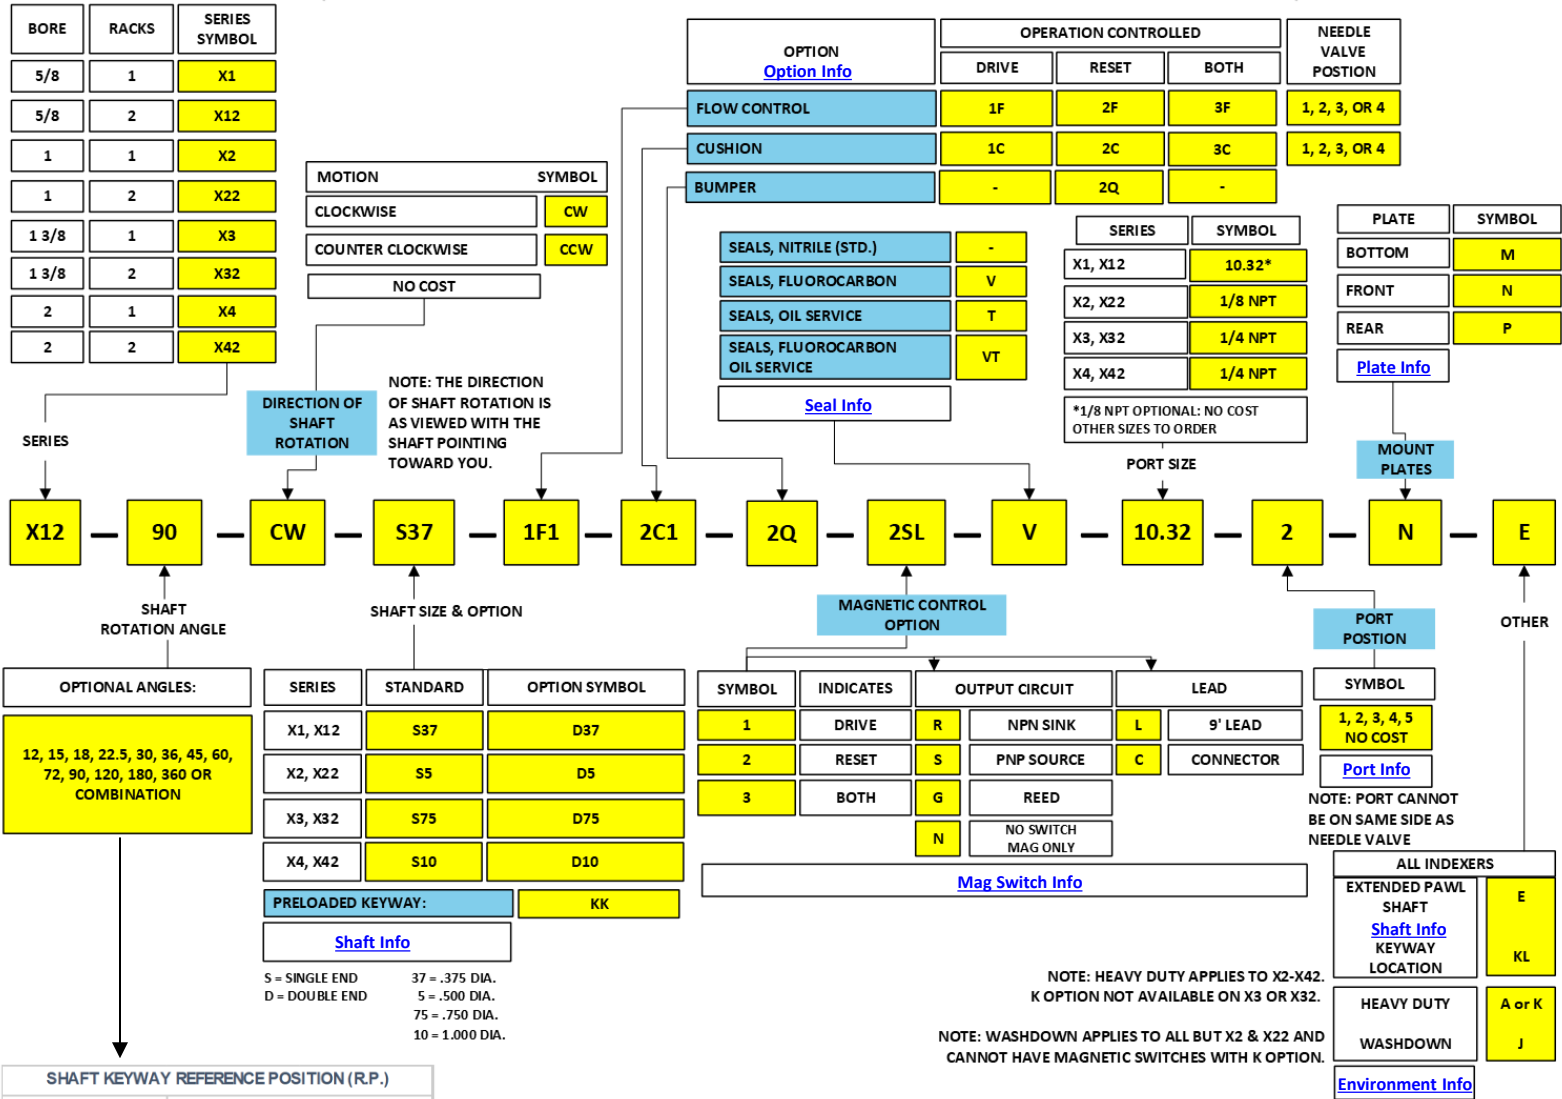 BORE RACKS SERIES SYMBOL
5/8 1 X1
5/8 2 X12
1 1 X2
1 2 X22
1 3/8 1 X3
1 3/8 2 X32
2 1 X4
2 2 X42
MOTION SYMBOL
CLOCKWISE CW
COUNTER CLOCKWISE CCW
NO COST
OPTION
Option Info
OPERATION CONTROLLED
DRIVE RESET BOTH
NEEDLE
VALVE
POSTION
FLOW CONTROL 1F 2F 3F 1, 2, 3, OR 4
CUSHION 1C 2C 3C 1, 2, 3, OR 4
BUMPER - 2Q -
SEALS, NITRILE (STD.) -
SEALS, FLUOROCARBON V
SEALS, OIL SERVICE T
SEALS, FLUOROCARBON
OIL SERVICE VT
Seal Info
SERIES SYMBOL
X1, X12 10.32*
X2, X22 1/8 NPT
X3, X32 1/4 NPT
X4, X42 1/4 NPT
*1/8 NPT OPTIONAL: NO COST
OTHER SIZES TO ORDER
PLATE SYMBOL
BOTTOM M
FRONT N
REAR P
Plate Info
SERIES
DIRECTION OF
SHAFT
ROTATION
NOTE: THE DIRECTION
OF SHAFT ROTATION IS
AS VIEWED WITH THE
SHAFT POINTING
TOWARD YOU.
PORT SIZE
MOUNT
PLATES
X12 — 90 — CW — S37 — 1F1 — 2C1 — 2Q — 2SL — V — 10.32 — 2 — N — E
SHAFT
ROTATION ANGLE
SHAFT SIZE & OPTION
MAGNETIC CONTROL
OPTION
PORT
POSTION
OTHER
OPTIONAL ANGLES:
12, 15, 18, 22.5, 30, 36, 45, 60,
72, 90, 120, 180, 360 OR
COMBINATION
SERIES STANDARD OPTION SYMBOL
X1, X12 S37 D37
X2, X22 S5 D5
X3, X32 S75 D75
X4, X42 S10 D10
PRELOADED KEYWAY: KK
Shaft Info
S = SINGLE END 37 = .375 DIA.
D = DOUBLE END 5 = .500 DIA.
75 = .750 DIA.
10 = 1.000 DIA.
SYMBOL INDICATES OUTPUT CIRCUIT LEAD
1 DRIVE R NPN SINK L 9' LEAD
2 RESET S PNP SOURCE C CONNECTOR
3 BOTH G REED
N NO SWITCH
MAG ONLY
Mag Switch Info
SYMBOL
1, 2, 3, 4, 5
NO COST
Port Info
NOTE: PORT CANNOT
BE ON SAME SIDE AS
NEEDLE VALVE
ALL INDEXERS
EXTENDED PAWL
SHAFT E
Shaft Info
KEYWAY
LOCATION KL
HEAVY DUTY A or K
WASHDOWN J
Environment Info
NOTE: HEAVY DUTY APPLIES TO X2-X42.
K OPTION NOT AVAILABLE ON X3 OR X32.
NOTE: WASHDOWN APPLIES TO ALL BUT X2 & X22 AND
CANNOT HAVE MAGNETIC SWITCHES WITH K OPTION.
SHAFT KEYWAY REFERENCE POSITION (R.P.)